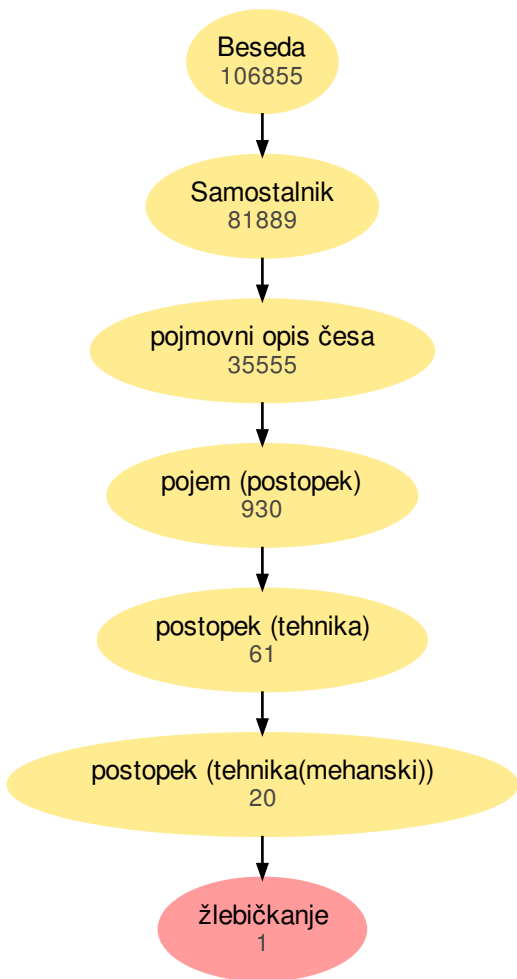 Beseda
106855
Samostalnik
81889
pojmovni opis česa
35555
pojem (postopek)
930
postopek (tehnika)
61
postopek (tehnika(mehanski))
20
žlebičkanje
1